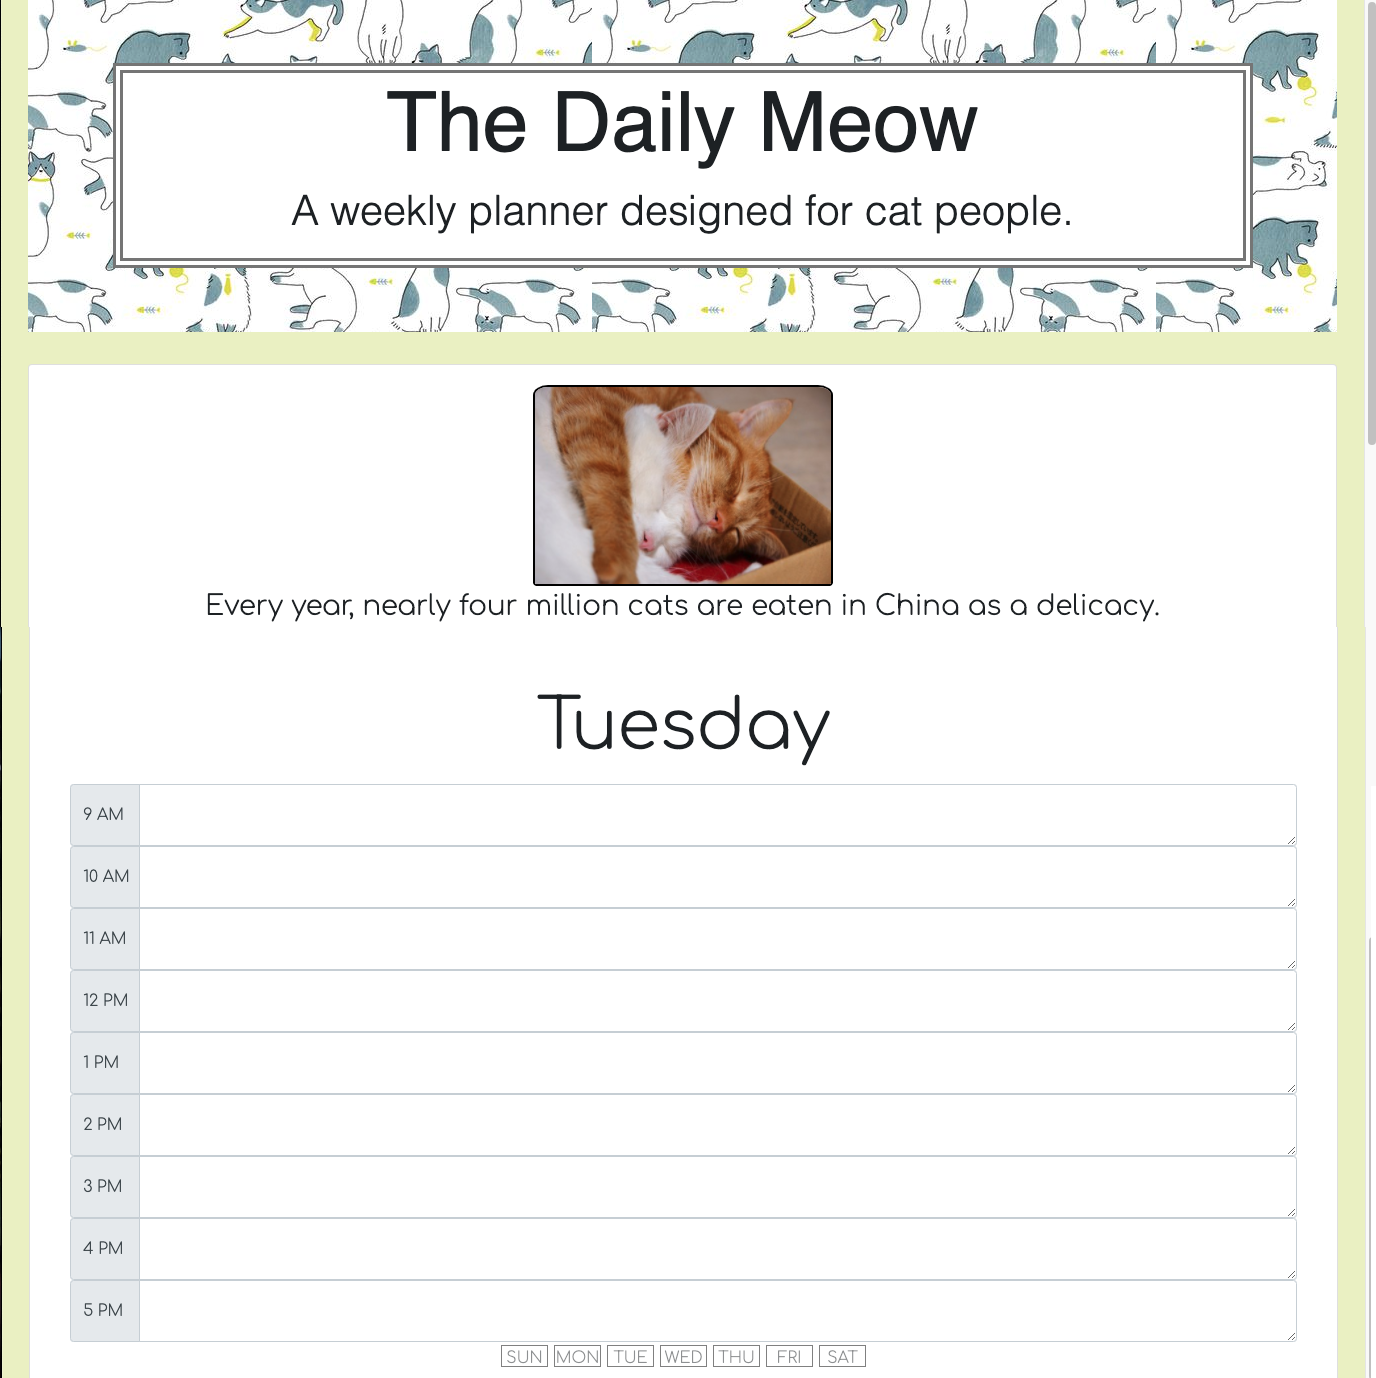 The Daily Meow
A weekly planner designed for cat people.
Every year, nearly four million cats are eaten in China as a delicacy.
Tuesday
9 AM
10 AM
11 AM
12 PM
1 PM
2 PM
3 PM
4 PM
5 PM
SUN MON TUE WED THU FRI SAT